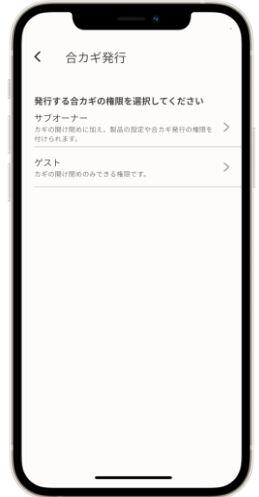 合カギ発行
発行する合カギの権限を選択してください
サブオーナー
カギの開け閉めに加え、製品の設定や合カギ発行の権限を
付けられます。
ゲスト
カギの開け閉めのみできる権限です。